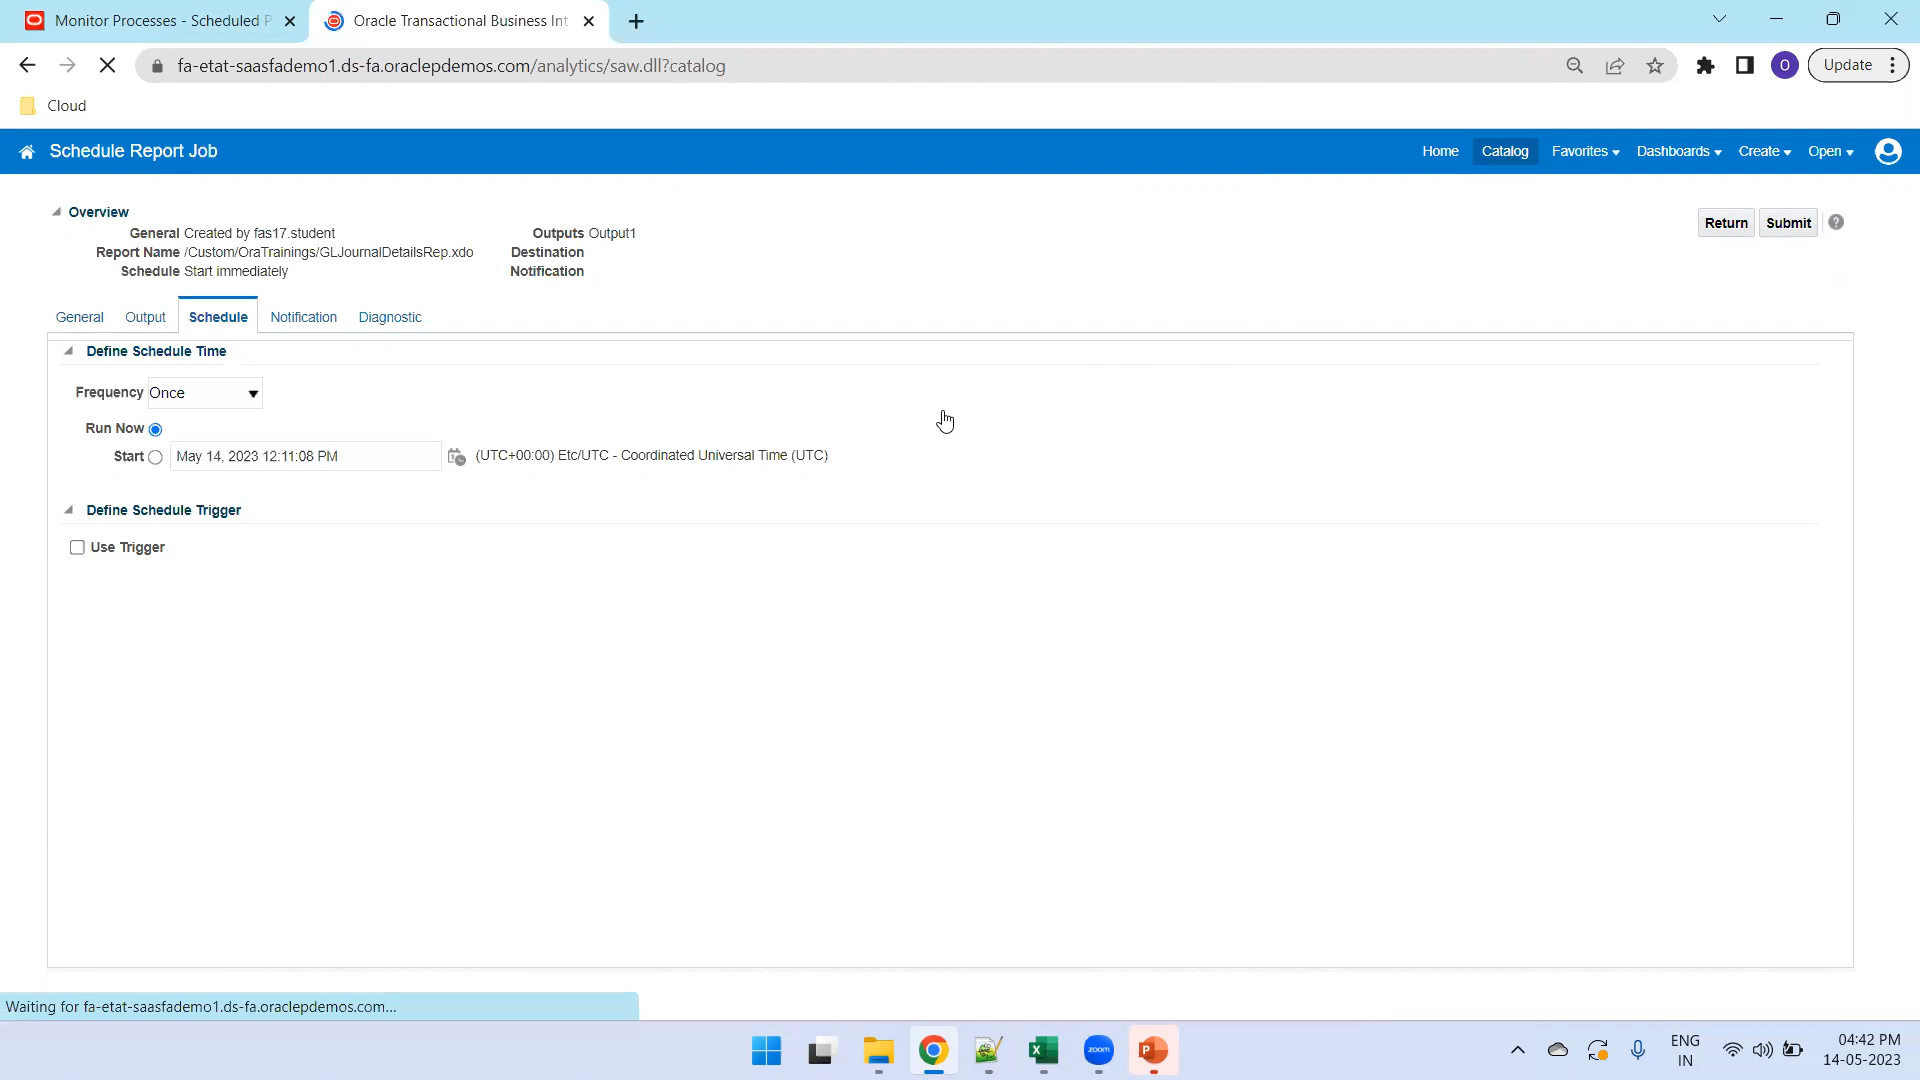 Monitor Processes - Scheduled P
Oracle Transactional Business Int
fa-etat-saasfademo1.ds-fa.oraclepdemos.com/analytics/saw.dll?catalog
O
Update
Cloud
Schedule Report Job
Home
Catalog
Favorites
Dashboards
Create
Open
Overview
Return
Submit
?
General Created by fas17.student
Outputs Output1
Report Name /Custom/OraTrainings/GLJournalDetailsRep.xdo
Destination
Schedule Start immediately
Notification
General
Output
Schedule
Notification
Diagnostic
Define Schedule Time
Frequency Once
Run Now
Start May 14, 2023 12:11:08 PM (UTC+00:00) Etc/UTC - Coordinated Universal Time (UTC)
Define Schedule Trigger
Use Trigger
Waiting for fa-etat-saasfademo1.ds-fa.oraclepdemos.com...
zoom
ENG
IN
04:42 PM
14-05-2023